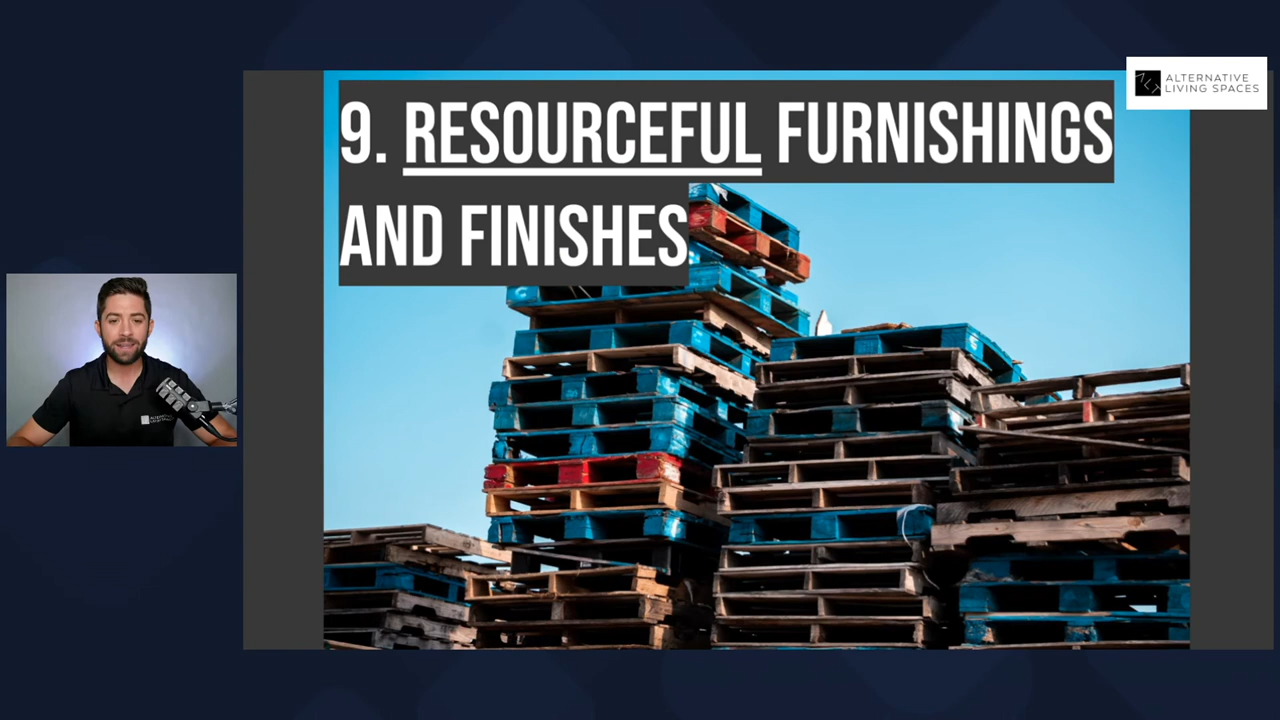 9. RESOURCEFUL FURNISHINGS
AND FINISHES
ALTERNATIVE
LIVING SPACES